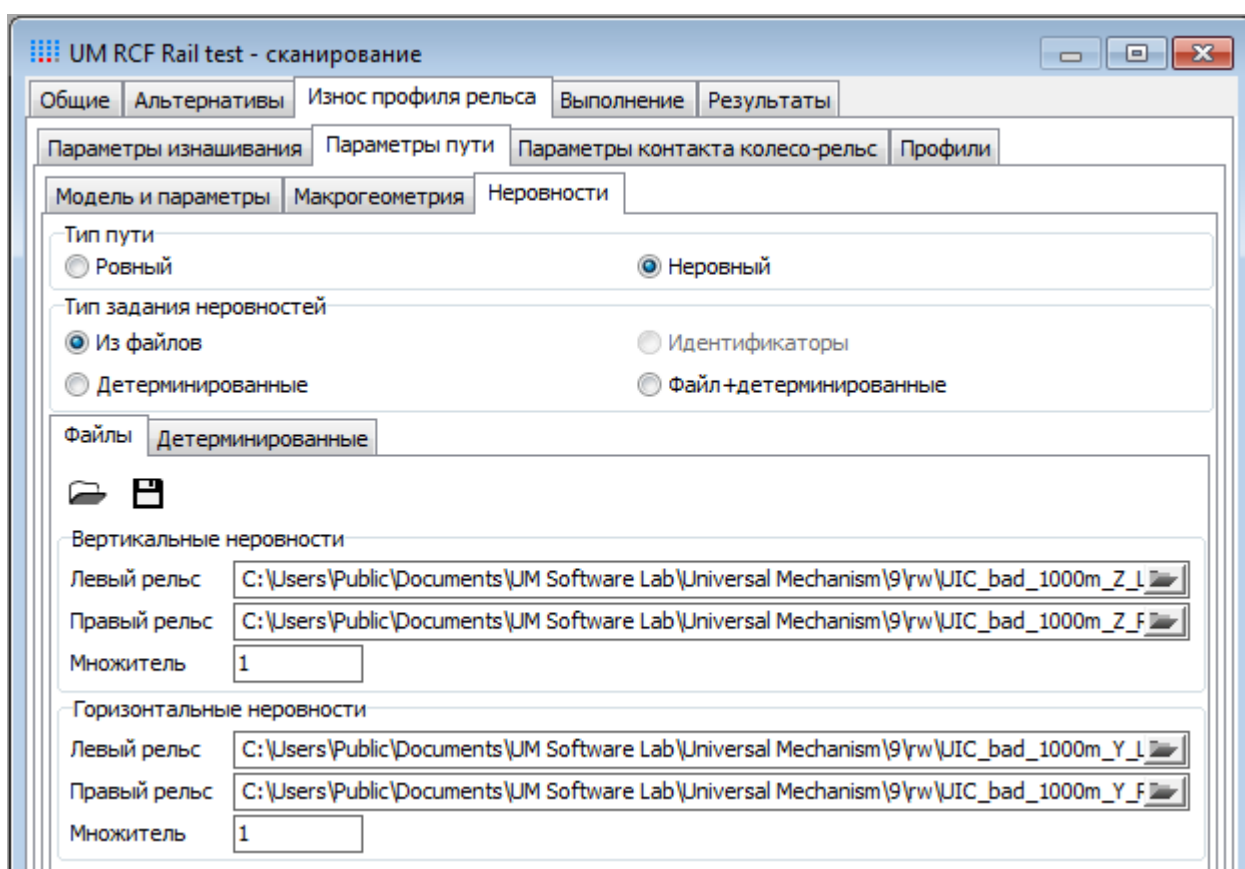 UM RCF Rail test - сканирование
Общие Альтернативы Износ профиля рельса Выполнение Результаты
Параметры изнашивания Параметры пути Параметры контакта колесо-рельс Профили
Модель и параметры Макрогеометрия Неровности
Тип пути
Ровный Неровный
Тип задания неровностей
Из файлов Идентификаторы
Детерминированные Файл+детерминированные
Файлы Детерминированные
Вертикальные неровности
Левый рельс C:\Users\Public\Documents\UM Software Lab\Universal Mechanism\9\rw\UIC_bad_1000m_Z_L
Правый рельс C:\Users\Public\Documents\UM Software Lab\Universal Mechanism\9\rw\UIC_bad_1000m_Z_R
Множитель 1
Горизонтальные неровности
Левый рельс C:\Users\Public\Documents\UM Software Lab\Universal Mechanism\9\rw\UIC_bad_1000m_Y_L
Правый рельс C:\Users\Public\Documents\UM Software Lab\Universal Mechanism\9\rw\UIC_bad_1000m_Y_R
Множитель 1